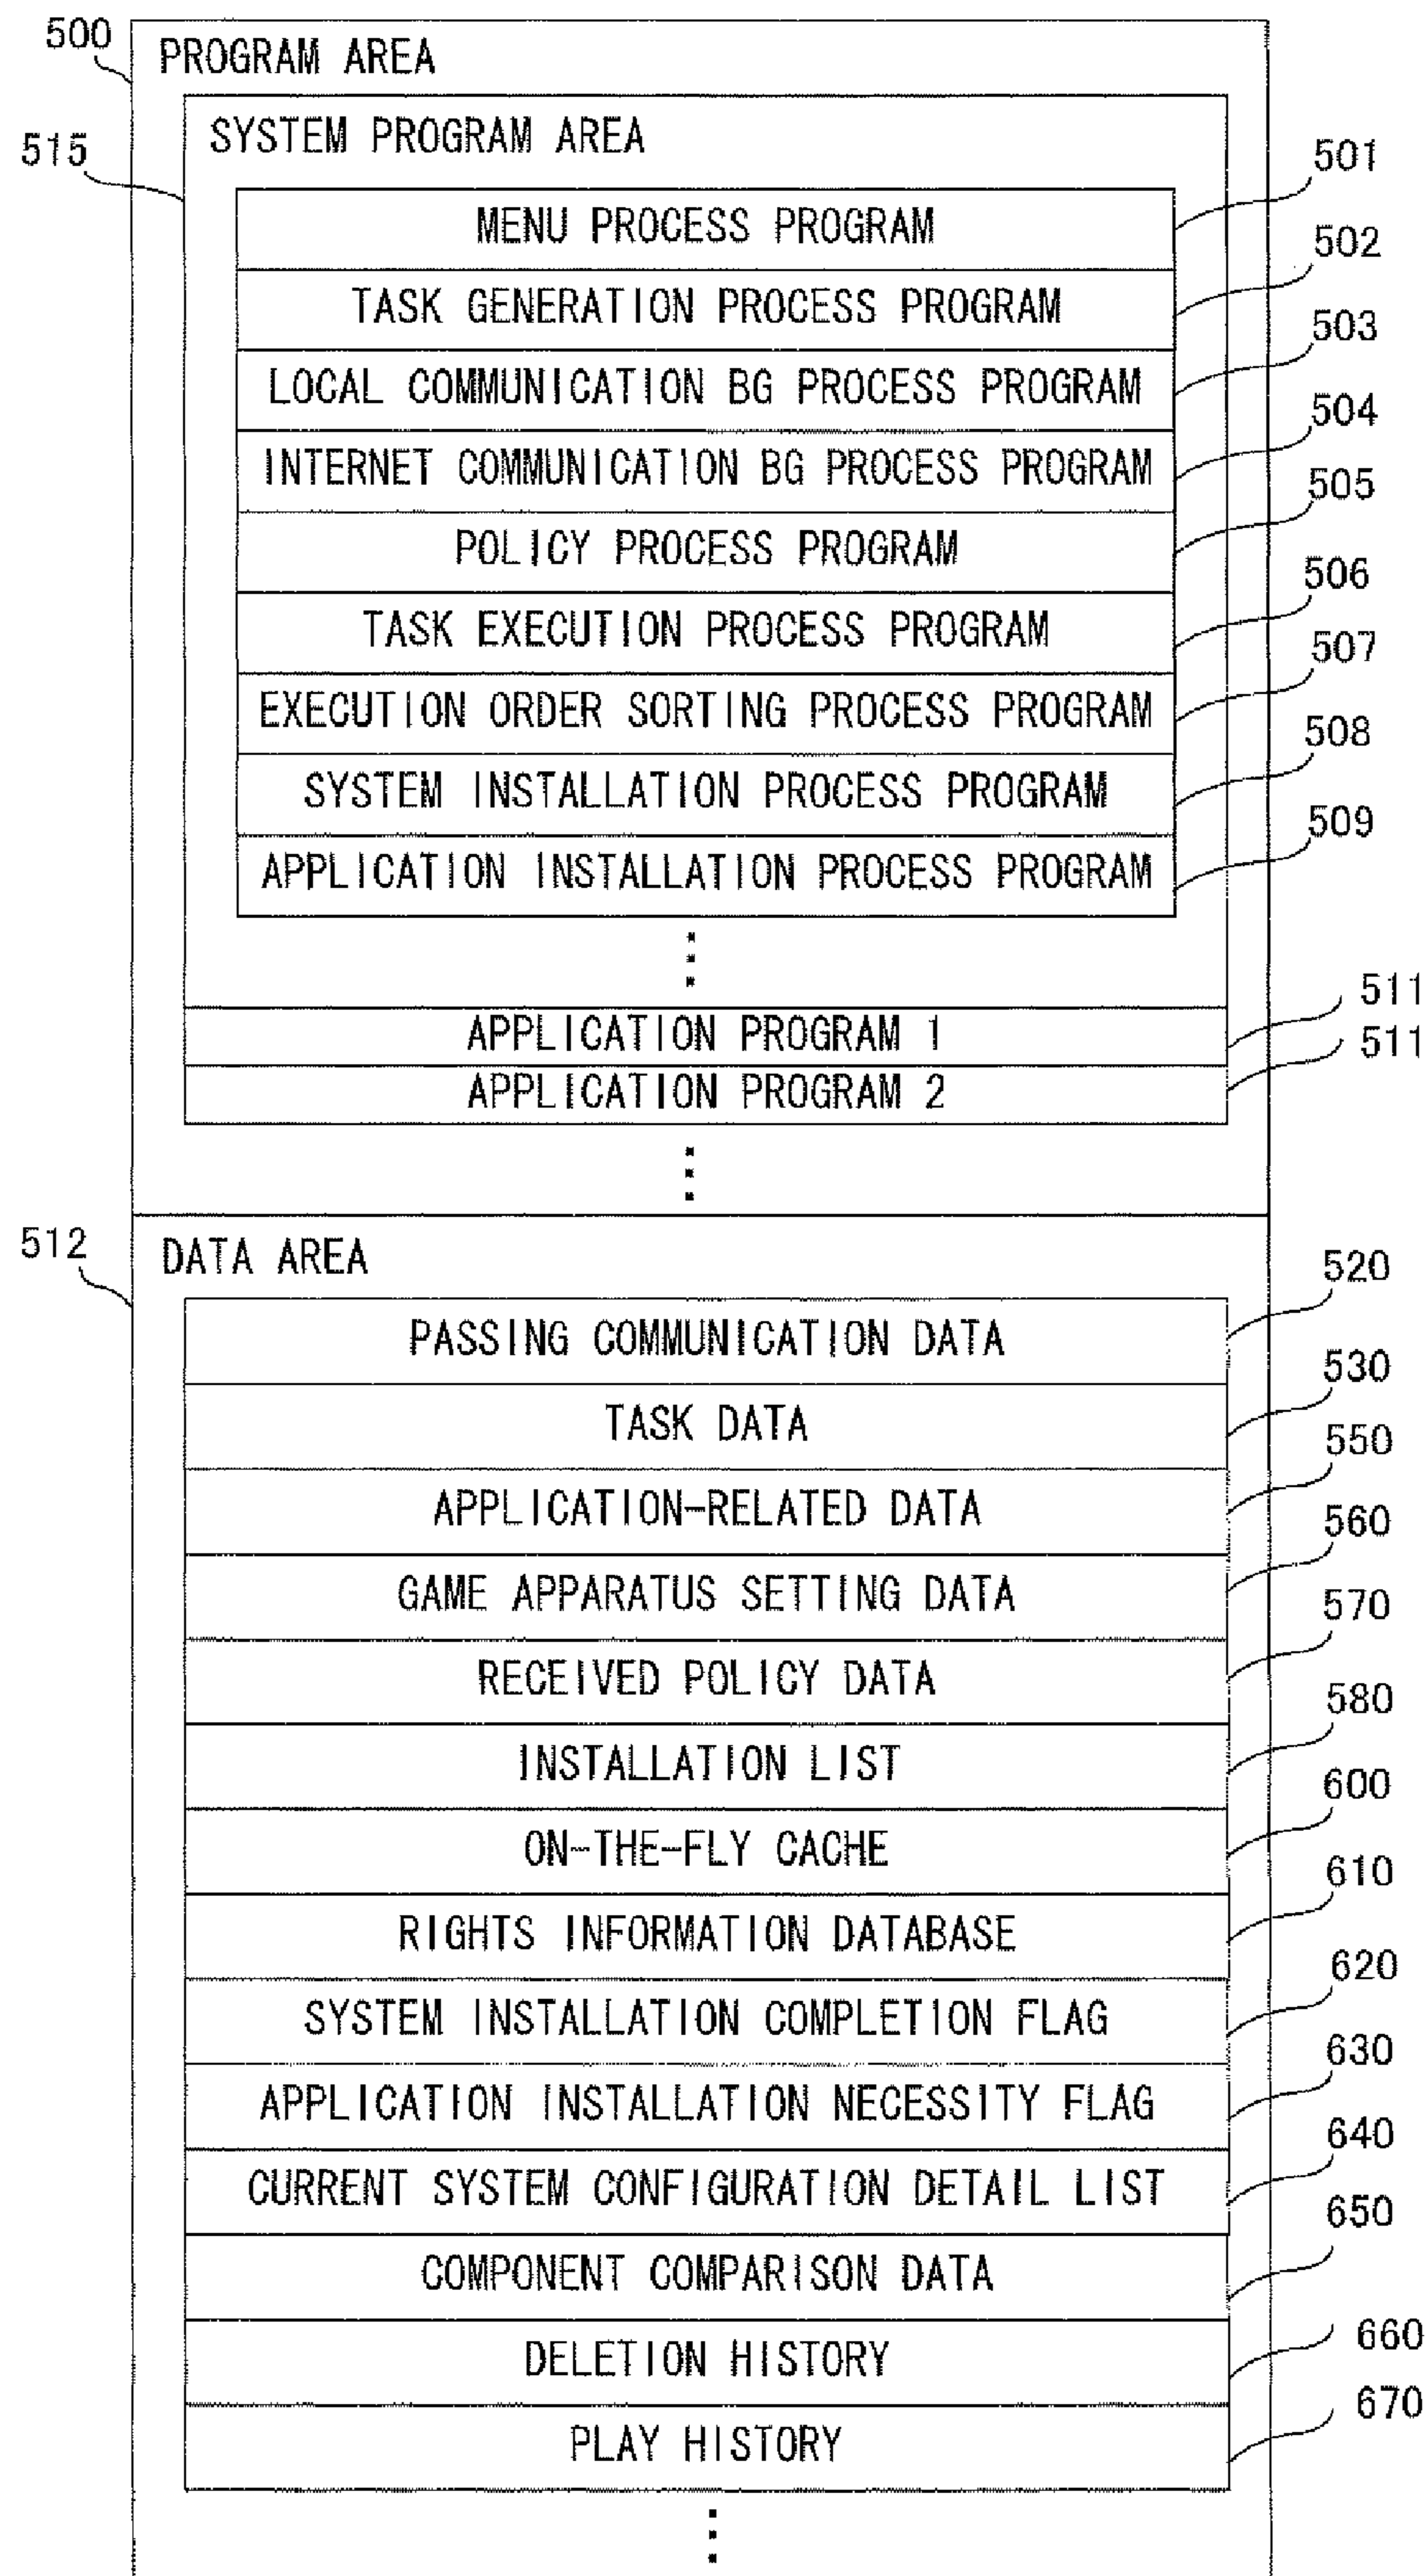 500
PROGRAM AREA
515
SYSTEM PROGRAM AREA
MENU PROCESS PROGRAM
501
TASK GENERATION PROCESS PROGRAM
502
LOCAL COMMUNICATION BG PROCESS PROGRAM
503
INTERNET COMMUNICATION BG PROCESS PROGRAM
504
POLICY PROCESS PROGRAM
505
TASK EXECUTION PROCESS PROGRAM
506
EXECUTION ORDER SORTING PROCESS PROGRAM
507
SYSTEM INSTALLATION PROCESS PROGRAM
508
APPLICATION INSTALLATION PROCESS PROGRAM
509
APPLICATION PROGRAM 1
511
APPLICATION PROGRAM 2
511
512
DATA AREA
PASSING COMMUNICATION DATA
520
TASK DATA
530
APPLICATION-RELATED DATA
550
GAME APPARATUS SETTING DATA
560
RECEIVED POLICY DATA
570
INSTALLATION LIST
580
ON-THE-FLY CACHE
600
RIGHTS INFORMATION DATABASE
610
SYSTEM INSTALLATION COMPLETION FLAG
620
APPLICATION INSTALLATION NECESSITY FLAG
630
CURRENT SYSTEM CONFIGURATION DETAIL LIST
640
COMPONENT COMPARISON DATA
650
DELETION HISTORY
660
PLAY HISTORY
670